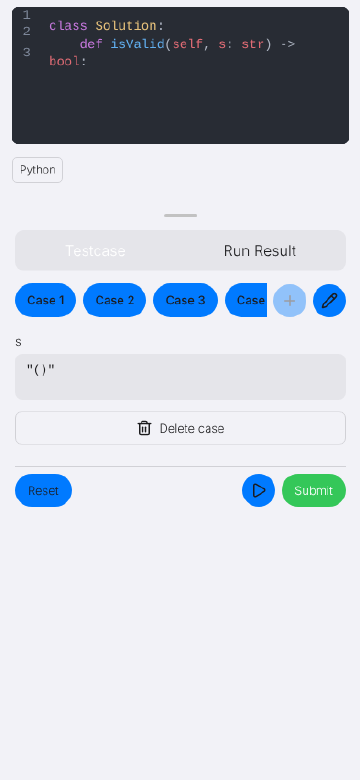 1
class Solution:
2
    def isValid(self, s: str) ->
3
bool:
Python
Testcase
Run Result
Case 1
Case 2
Case 3
Case
s
"()"
Delete case
Reset
Submit